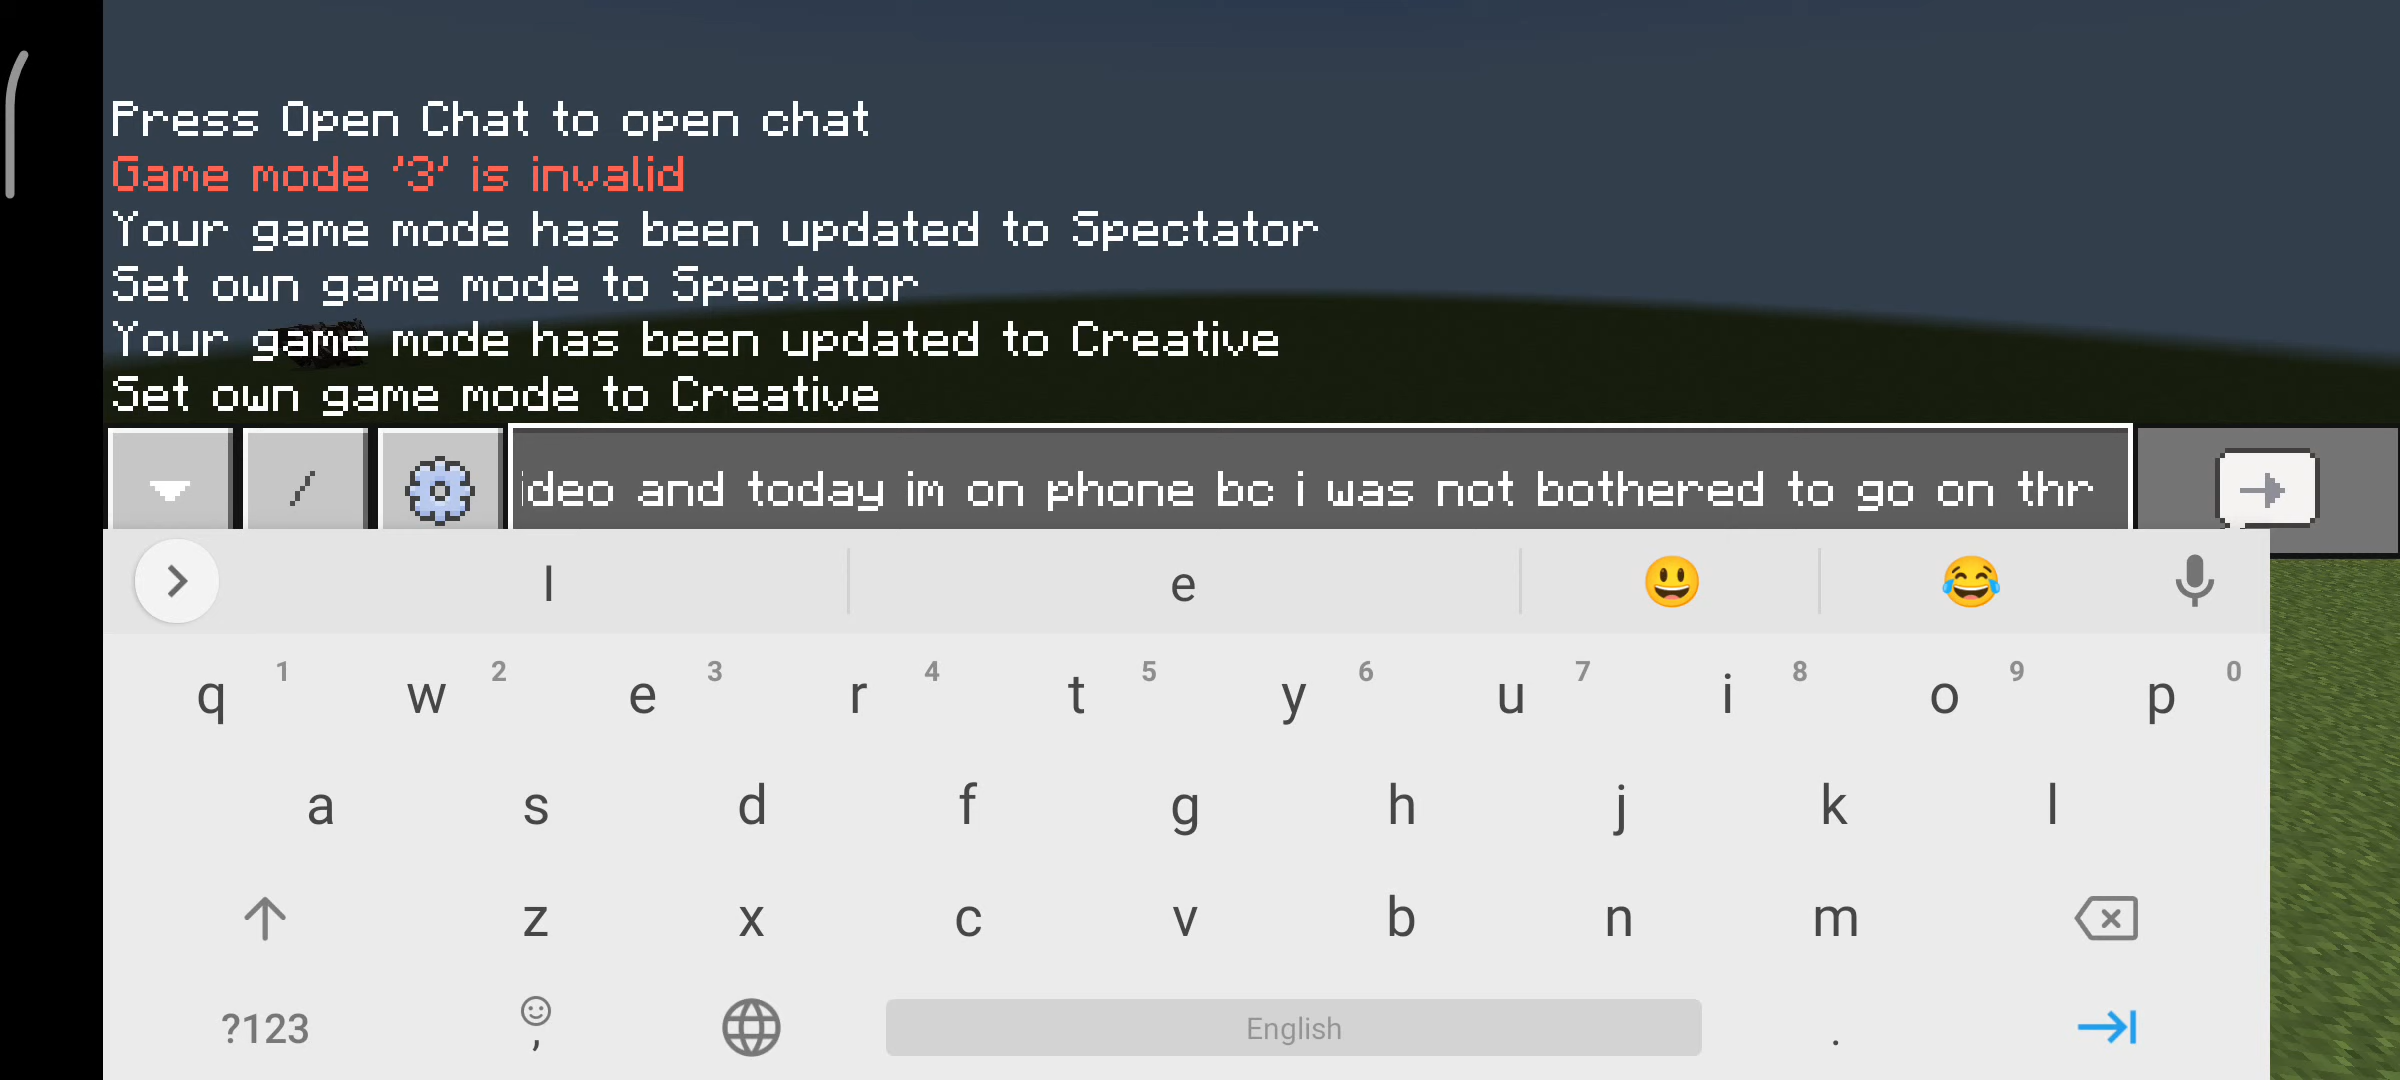 Press Open Chat to open chat
Game mode '3' is invalid
Your game mode has been updated to Spectator
Set own game mode to Spectator
Your game mode has been updated to Creative
Set own game mode to Creative
/ ideo and today im on phone bc i was not bothered to go on thr
l e 😃 😂
q 1 w 2 e 3 r 4 t 5 y 6 u 7 i 8 o 9 p 0
a s d f g h j k l
z x c v b n m
?123 , English .